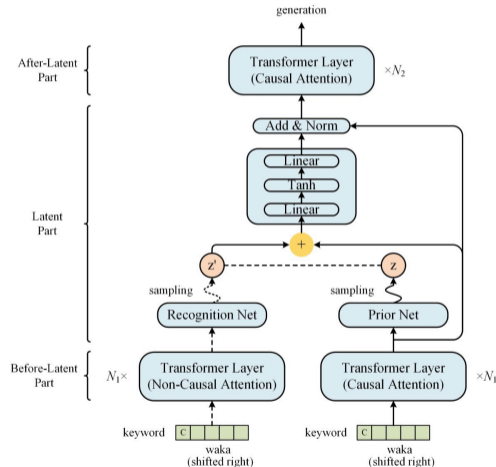 generation
After-Latent
Part
Transformer Layer
(Causal Attention)
×N₂
Add & Norm
Linear
Tanh
Linear
Latent
Part
+
z'
z
sampling
sampling
Recognition Net
Prior Net
Before-Latent
Part
N₁×
Transformer Layer
(Non-Causal Attention)
Transformer Layer
(Causal Attention)
×N₁
keyword
C
keyword
C
waka
(shifted right)
waka
(shifted right)